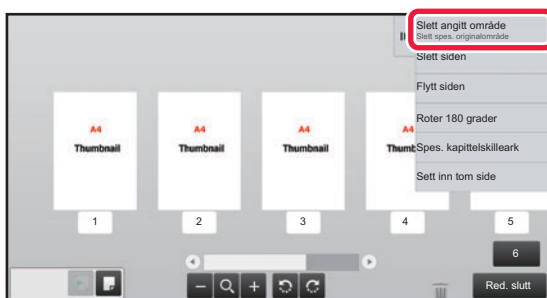 Slett angitt område
Slett spes. originalområde
Slett siden
Flytt siden
Roter 180 grader
Spes. kapittelskilleark
Sett inn tom side
A4
Thumbnail
A4
Thumbnail
A4
Thumbnail
A4
Thumb
1
2
3
4
5
6
Red. slutt